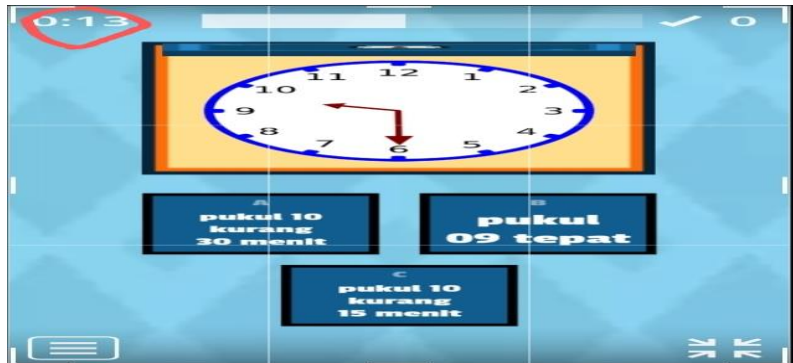 0:13
0
11 12 1
10 2
9 3
8 4
7 6 5
A
pukul 10
kurang
30 menit
B
pukul
09 tepat
C
pukul 10
kurang
15 menit